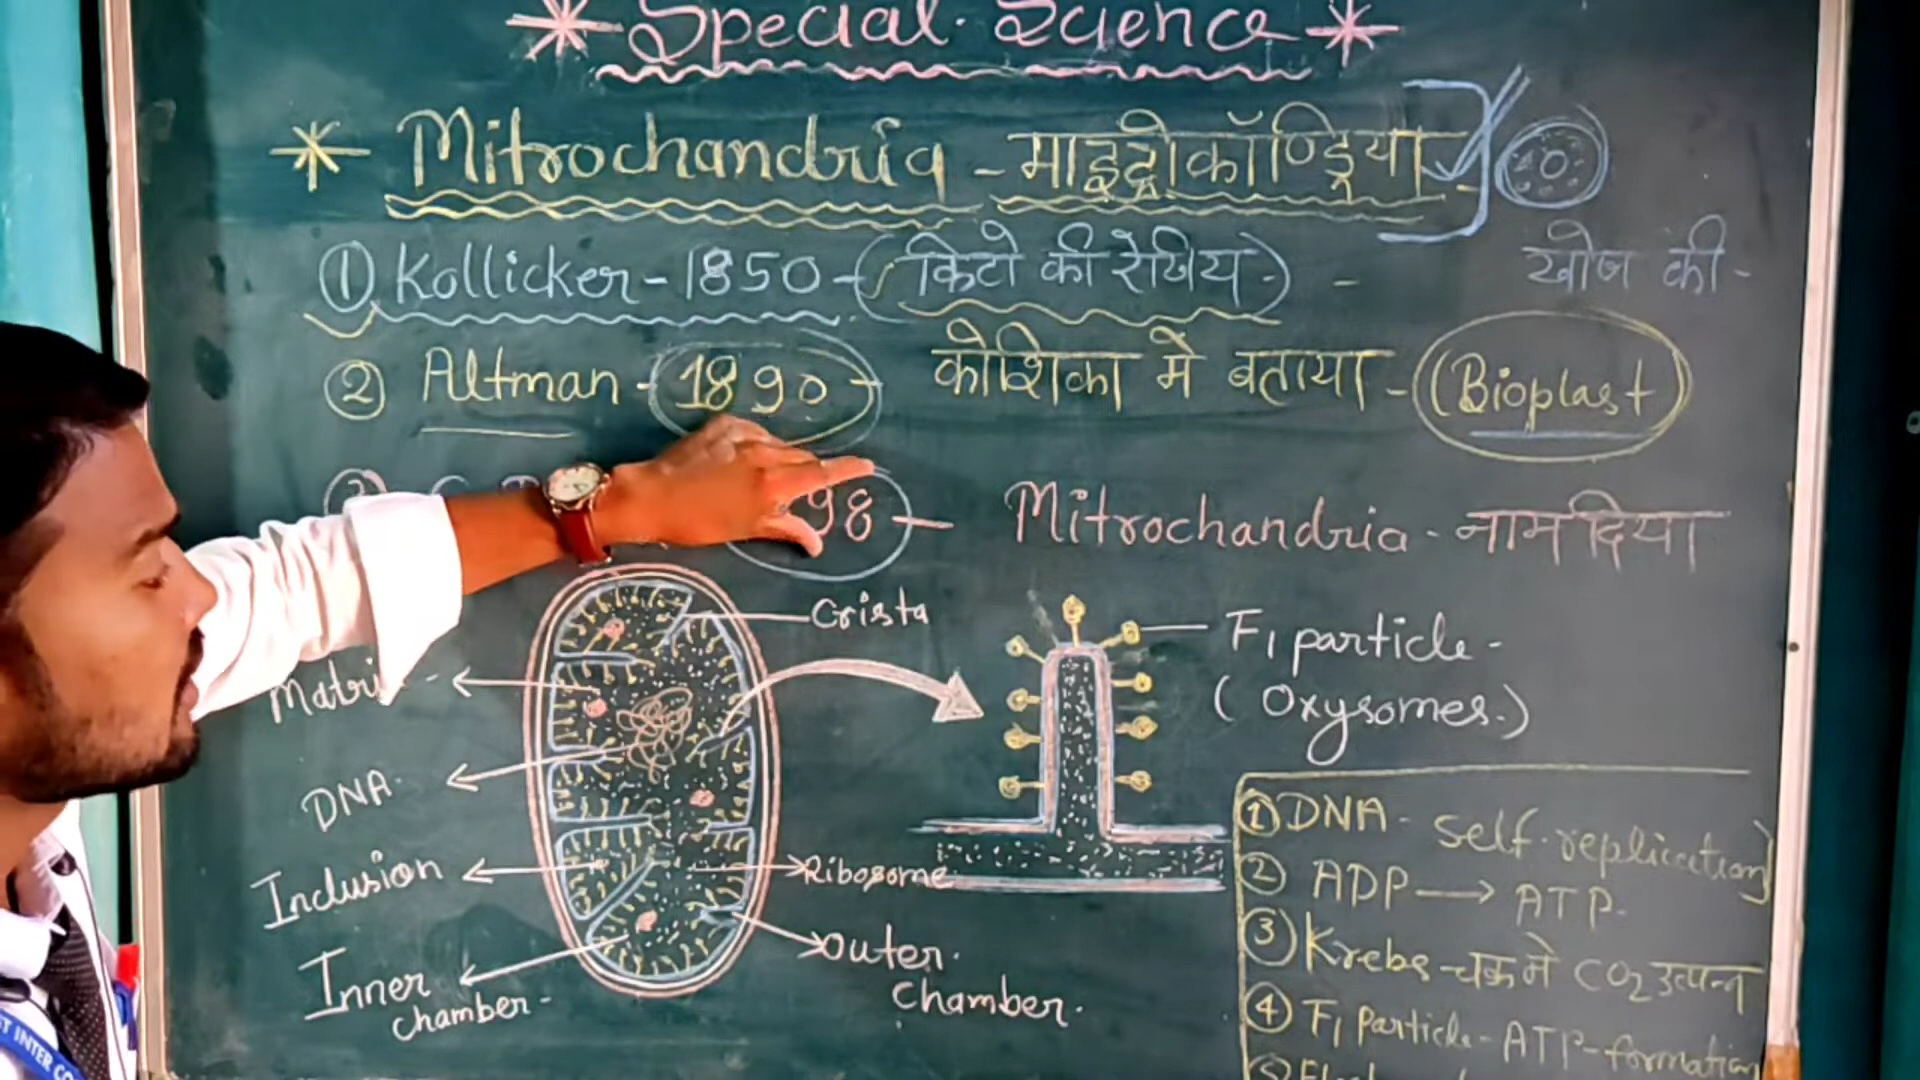 Special Science
Mitrochandria - माइट्रोकॉण्ड्रिया
① Kollicker - 1850 - (किटो की रेखिय) - खोज की -
② Altman - 1890 - कोशिका मे बताया - (Bioplast)
98 - Mitrochandria - नाम दिया
Crista
F₁ particle -
(Oxysomes.)
DNA
Inclusion
Ribosome
Inner
chamber -
Outer.
Chamber.
① DNA - Self-replication
② ADP → ATP.
③ Krebs - चक्र मे CO₂ उत्पन्न
④ F₁ Particle - ATP-formation
INTER